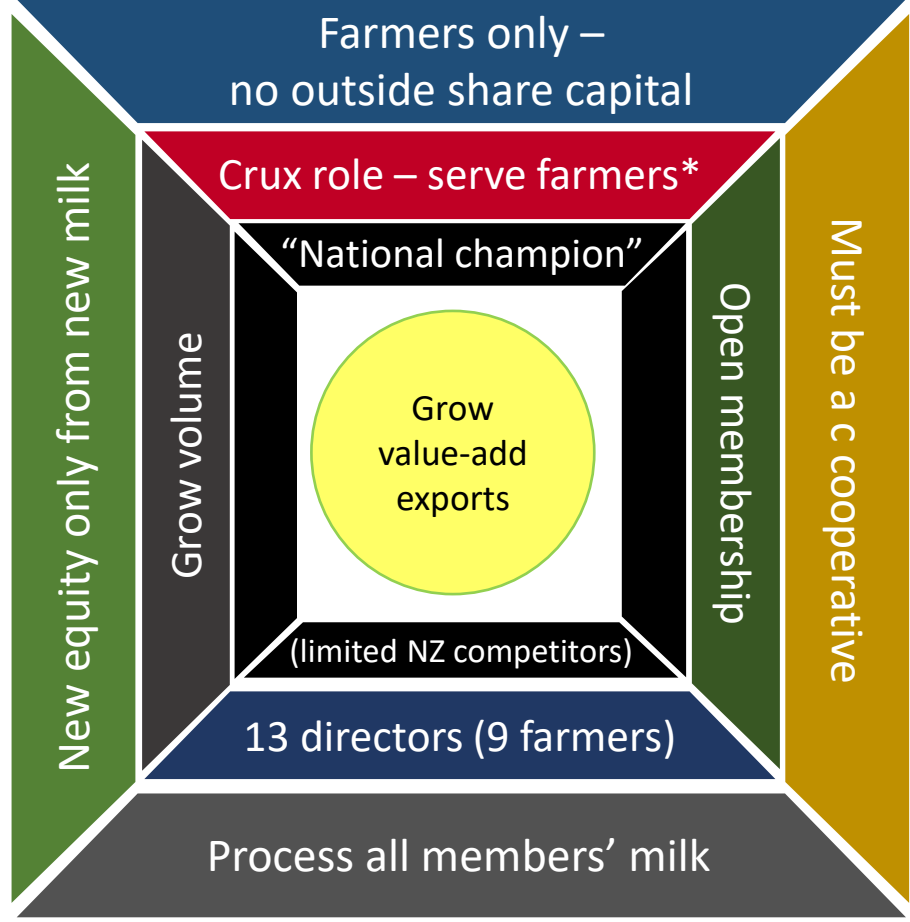 Farmers only –
no outside share capital
Crux role – serve farmers*
“National champion”
New equity only from new milk
Grow volume
Grow
value-add
exports
Open membership
Must be a c cooperative
(limited NZ competitors)
13 directors (9 farmers)
Process all members’ milk